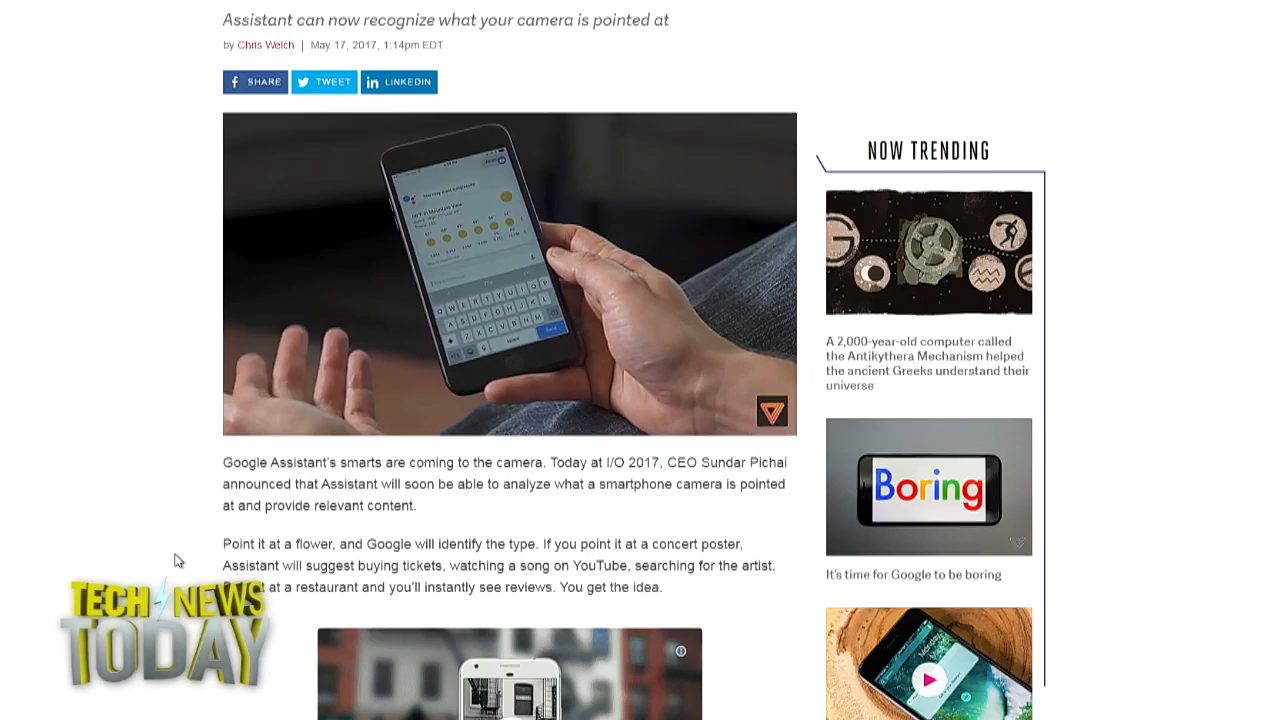 Assistant can now recognize what your camera is pointed at
by Chris Welch | May 17, 2017, 1:14pm EDT
SHARE TWEET LINKEDIN
NOW TRENDING
Q W E R T Y U I O P
A S D F G H J K L
Z X C V B N M
A 2,000-year-old computer called
the Antikythera Mechanism helped
the ancient Greeks understand their
universe
Boring
It's time for Google to be boring
Google Assistant's smarts are coming to the camera. Today at I/O 2017, CEO Sundar Pichai
announced that Assistant will soon be able to analyze what a smartphone camera is pointed
at and provide relevant content.
Point it at a flower, and Google will identify the type. If you point it at a concert poster,
Assistant will suggest buying tickets, watching a song on YouTube, searching for the artist.
at a restaurant and you'll instantly see reviews. You get the idea.
TECH NEWS
TODAY